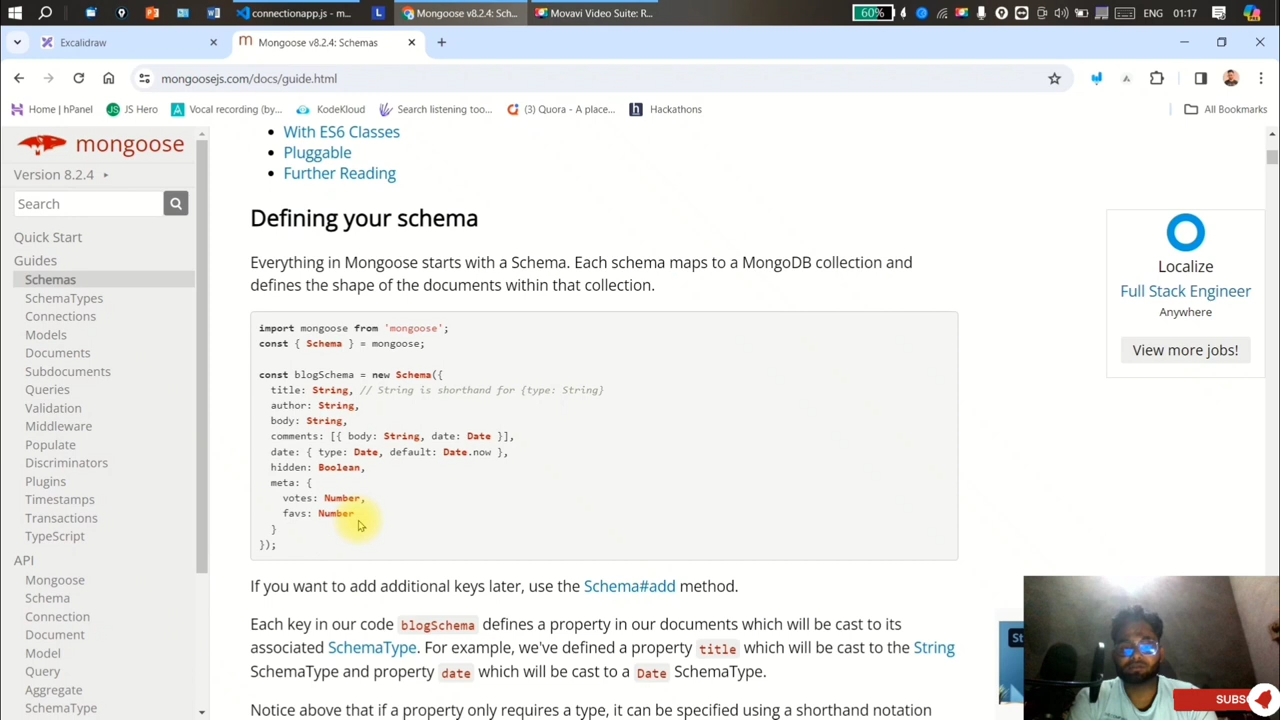 connectionapp.js - m...
Mongoose v8.2.4: Sch...
Movavi Video Suite: R...
60%
ENG
01:17
Excalidraw
Mongoose v8.2.4: Schemas
mongoosejs.com/docs/guide.html
Home | hPanel
JS Hero
Vocal recording (by...
KodeKloud
Search listening too...
(3) Quora - A place...
Hackathons
All Bookmarks
mongoose
Version 8.2.4
Search
Quick Start
Guides
Schemas
SchemaTypes
Connections
Models
Documents
Subdocuments
Queries
Validation
Middleware
Populate
Discriminators
Plugins
Timestamps
Transactions
TypeScript
API
Mongoose
Schema
Connection
Document
Model
Query
Aggregate
SchemaType
With ES6 Classes
Pluggable
Further Reading
Defining your schema
Everything in Mongoose starts with a Schema. Each schema maps to a MongoDB collection and
defines the shape of the documents within that collection.
import mongoose from 'mongoose';
const { Schema } = mongoose;
const blogSchema = new Schema({
title: String, // String is shorthand for {type: String}
author: String,
body: String,
comments: [{ body: String, date: Date }],
date: { type: Date, default: Date.now },
hidden: Boolean,
meta: {
votes: Number,
favs: Number
}
});
If you want to add additional keys later, use the Schema#add method.
Each key in our code blogSchema defines a property in our documents which will be cast to its
associated SchemaType. For example, we've defined a property title which will be cast to the String
SchemaType and property date which will be cast to a Date SchemaType.
Notice above that if a property only requires a type, it can be specified using a shorthand notation
Localize
Full Stack Engineer
Anywhere
View more jobs!
St
SUBS